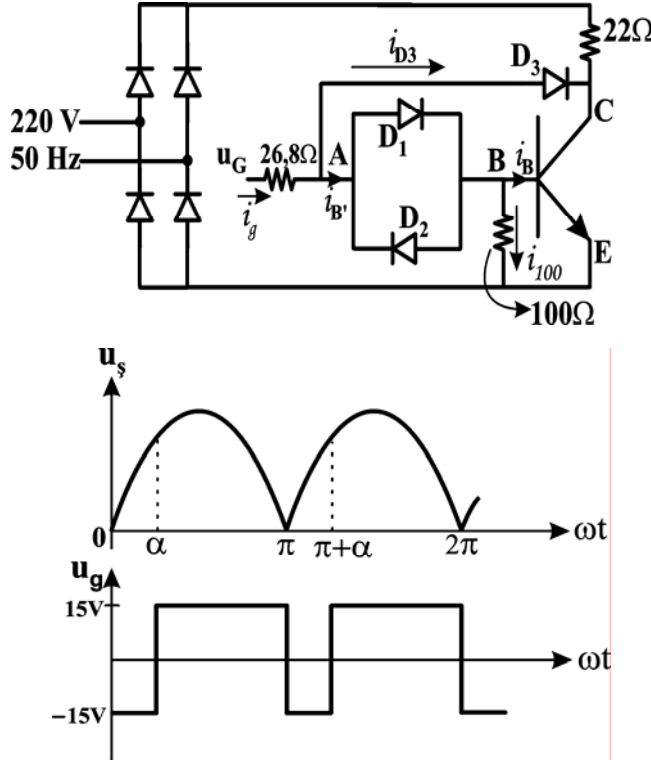 22Ω
i_D3
D₃
C
220 V
50 Hz
u_G
26,8Ω
A
D₁
B
i_B
i_g
i_B'
D₂
i_100
E
100Ω
u_ş
0
α
π
π+α
2π
ωt
u_g
15V
ωt
−15V